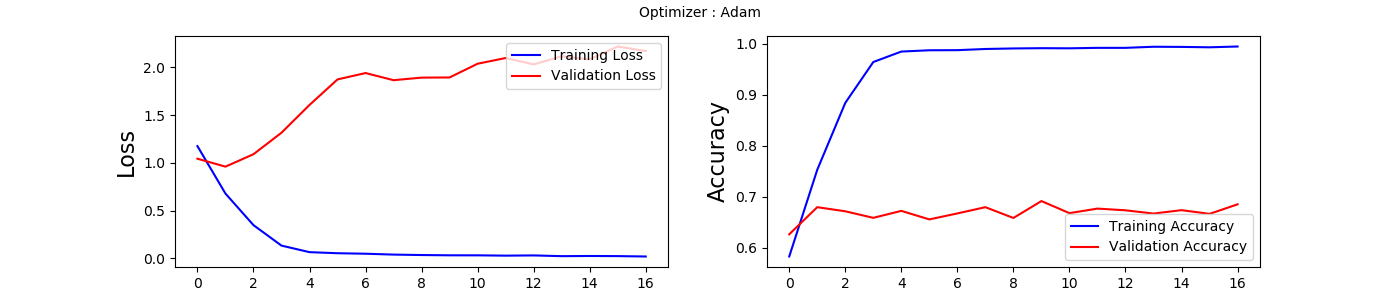 Optimizer : Adam
Loss
2.0
1.5
1.0
0.5
0.0
0 2 4 6 8 10 12 14 16
Training Loss
Validation Loss
Accuracy
1.0
0.9
0.8
0.7
0.6
0 2 4 6 8 10 12 14 16
Training Accuracy
Validation Accuracy